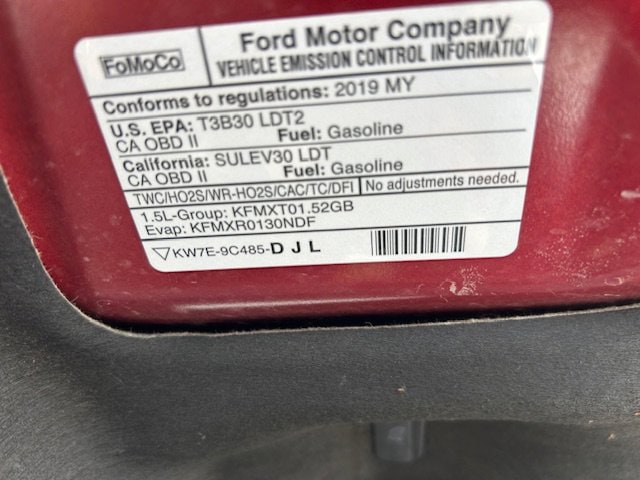 FoMoCo
Ford Motor Company
VEHICLE EMISSION CONTROL INFORMATION
Conforms to regulations: 2019 MY
U.S. EPA: T3B30 LDT2
CA OBD II Fuel: Gasoline
California: SULEV30 LDT
CA OBD II Fuel: Gasoline
TWC/HO2S/WR-HO2S/CAC/TC/DFI No adjustments needed.
1.5L-Group: KFMXT01.52GB
Evap: KFMXR0130NDF
KW7E-9C485-D J L